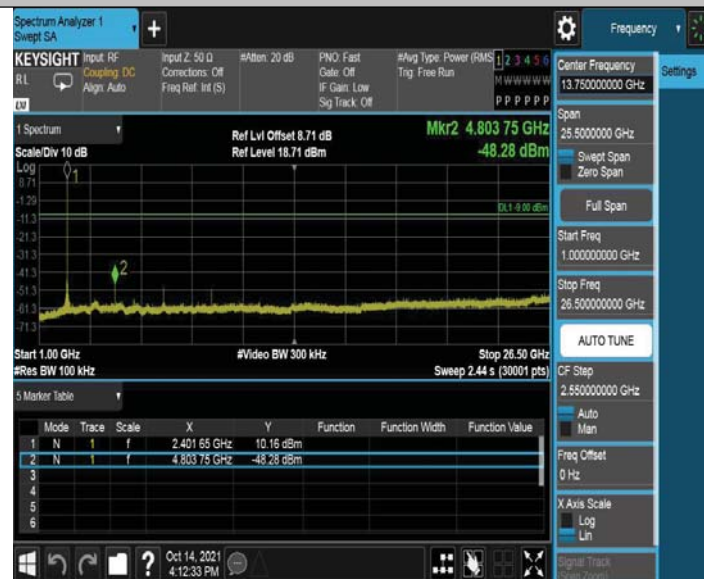 Spectrum Analyzer 1
Swept SA
Frequency
KEYSIGHT
RL
LXI
Input: RF
Coupling: DC
Align: Auto
Input Z: 50 Ω
Corrections: Off
Freq Ref: Int (S)
#Atten: 20 dB
PNO: Fast
Gate: Off
IF Gain: Low
Sig Track: Off
#Avg Type: Power (RMS
Trig: Free Run
1 2 3 4 5 6
M W W W W W
P P P P P P
Settings
1 Spectrum
Scale/Div 10 dB
Ref Lvl Offset 8.71 dB
Ref Level 18.71 dBm
Mkr2 4.803 75 GHz
-48.28 dBm
Log
8.71
-1.29
-11.3
-21.3
-31.3
-41.3
-51.3
-61.3
-71.3
1
2
DL1 -9.00 dBm
Start 1.00 GHz
#Res BW 100 kHz
#Video BW 300 kHz
Stop 26.50 GHz
Sweep 2.44 s (30001 pts)
5 Marker Table
Mode Trace Scale X Y Function Function Width Function Value
1 N 1 f 2.401 65 GHz 10.16 dBm
2 N 1 f 4.803 75 GHz -48.28 dBm
3
4
5
6
?
Oct 14, 2021
4:12:33 PM
Center Frequency
13.750000000 GHz
Span
25.5000000 GHz
Swept Span
Zero Span
Full Span
Start Freq
1.000000000 GHz
Stop Freq
26.500000000 GHz
AUTO TUNE
CF Step
2.550000000 GHz
Auto
Man
Freq Offset
0 Hz
X Axis Scale
Log
Lin
Signal Track
(Span Zoom)